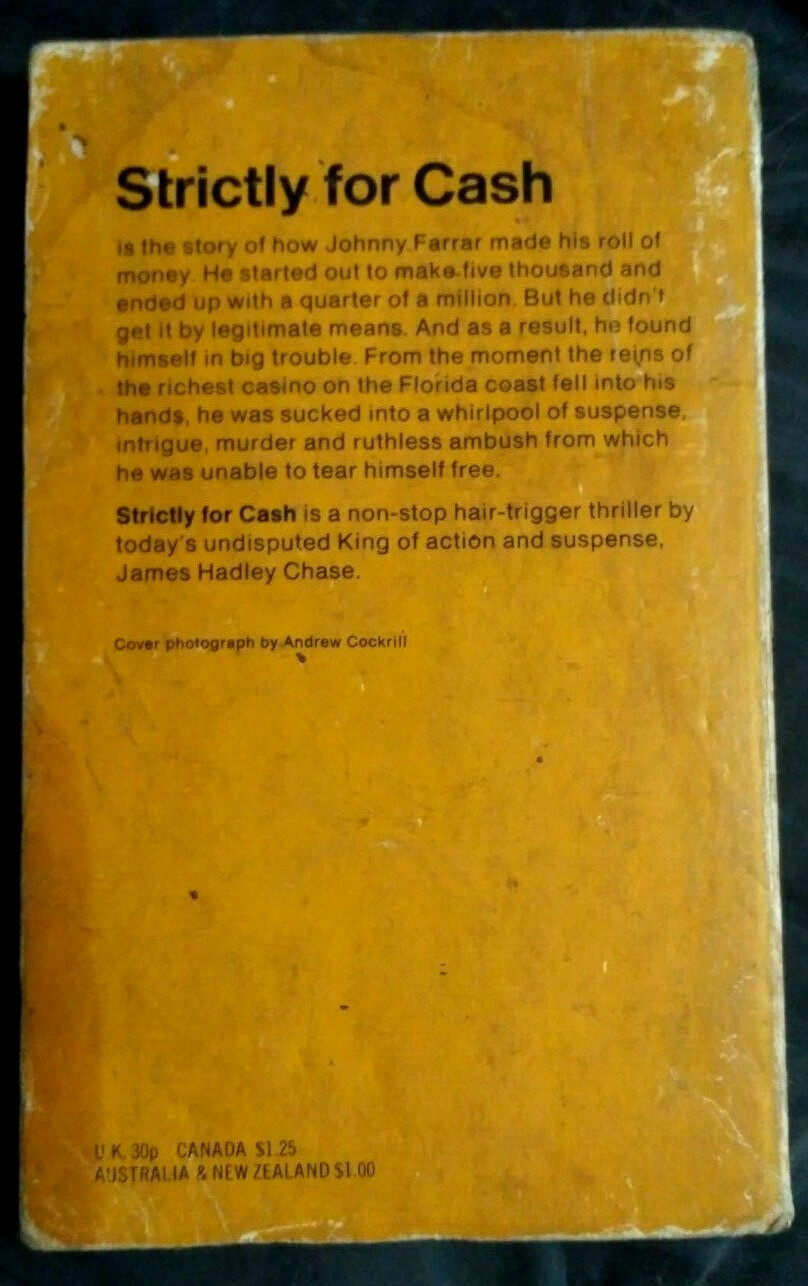 Strictly for Cash
is the story of how Johnny Farrar made his roll of
money. He started out to make five thousand and
ended up with a quarter of a million. But he didn't
get it by legitimate means. And as a result, he found
himself in big trouble. From the moment the reins of
the richest casino on the Florida coast fell into his
hands, he was sucked into a whirlpool of suspense,
intrigue, murder and ruthless ambush from which
he was unable to tear himself free.
Strictly for Cash is a non-stop hair-trigger thriller by
today's undisputed King of action and suspense,
James Hadley Chase.
Cover photograph by Andrew Cockrill
U.K. 30p CANADA $1.25
AUSTRALIA & NEW ZEALAND $1.00